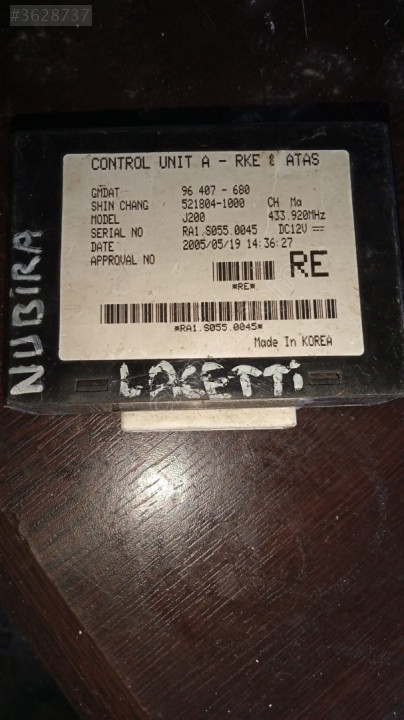 #3628737
CONTROL UNIT A - RKE & ATAS
GMDAT 96 407 - 680
SHIN CHANG 521804-1000 CH Ma
MODEL J200 433.920MHz
SERIAL NO RA1.S055.0045 DC12V
DATE 2005/05/19 14:36:27
APPROVAL NO
RE
*RE*
*RA1.S055.0045*
Made In KOREA
NUBIRA
LACETTi